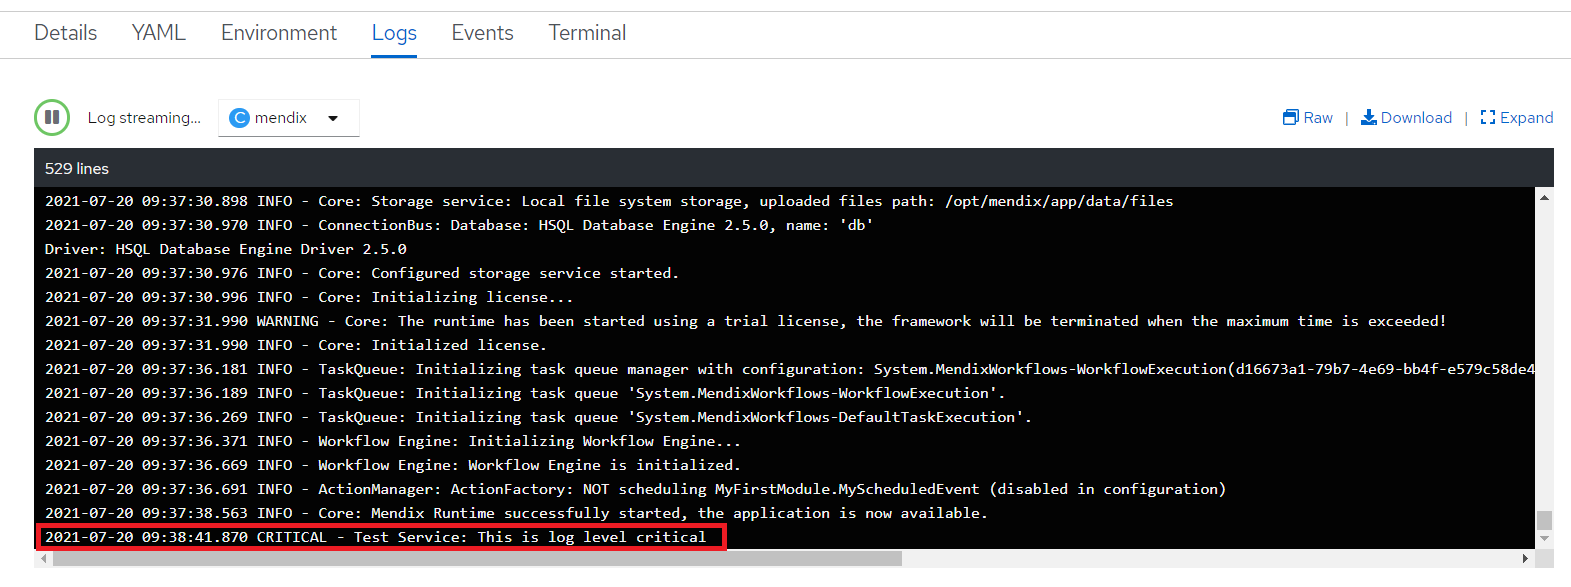 Details YAML Environment Logs Events Terminal
Log streaming... C mendix Raw | Download | Expand
529 lines
2021-07-20 09:37:30.898 INFO - Core: Storage service: Local file system storage, uploaded files path: /opt/mendix/app/data/files
2021-07-20 09:37:30.970 INFO - ConnectionBus: Database: HSQL Database Engine 2.5.0, name: 'db'
Driver: HSQL Database Engine Driver 2.5.0
2021-07-20 09:37:30.976 INFO - Core: Configured storage service started.
2021-07-20 09:37:30.996 INFO - Core: Initializing license...
2021-07-20 09:37:31.990 WARNING - Core: The runtime has been started using a trial license, the framework will be terminated when the maximum time is exceeded!
2021-07-20 09:37:31.990 INFO - Core: Initialized license.
2021-07-20 09:37:36.181 INFO - TaskQueue: Initializing task queue manager with configuration: System.MendixWorkflows-WorkflowExecution(d16673a1-79b7-4e69-bb4f-e579c58de4
2021-07-20 09:37:36.189 INFO - TaskQueue: Initializing task queue 'System.MendixWorkflows-WorkflowExecution'.
2021-07-20 09:37:36.269 INFO - TaskQueue: Initializing task queue 'System.MendixWorkflows-DefaultTaskExecution'.
2021-07-20 09:37:36.371 INFO - Workflow Engine: Initializing Workflow Engine...
2021-07-20 09:37:36.669 INFO - Workflow Engine: Workflow Engine is initialized.
2021-07-20 09:37:36.691 INFO - ActionManager: ActionFactory: NOT scheduling MyFirstModule.MyScheduledEvent (disabled in configuration)
2021-07-20 09:37:38.563 INFO - Core: Mendix Runtime successfully started, the application is now available.
2021-07-20 09:38:41.870 CRITICAL - Test Service: This is log level critical